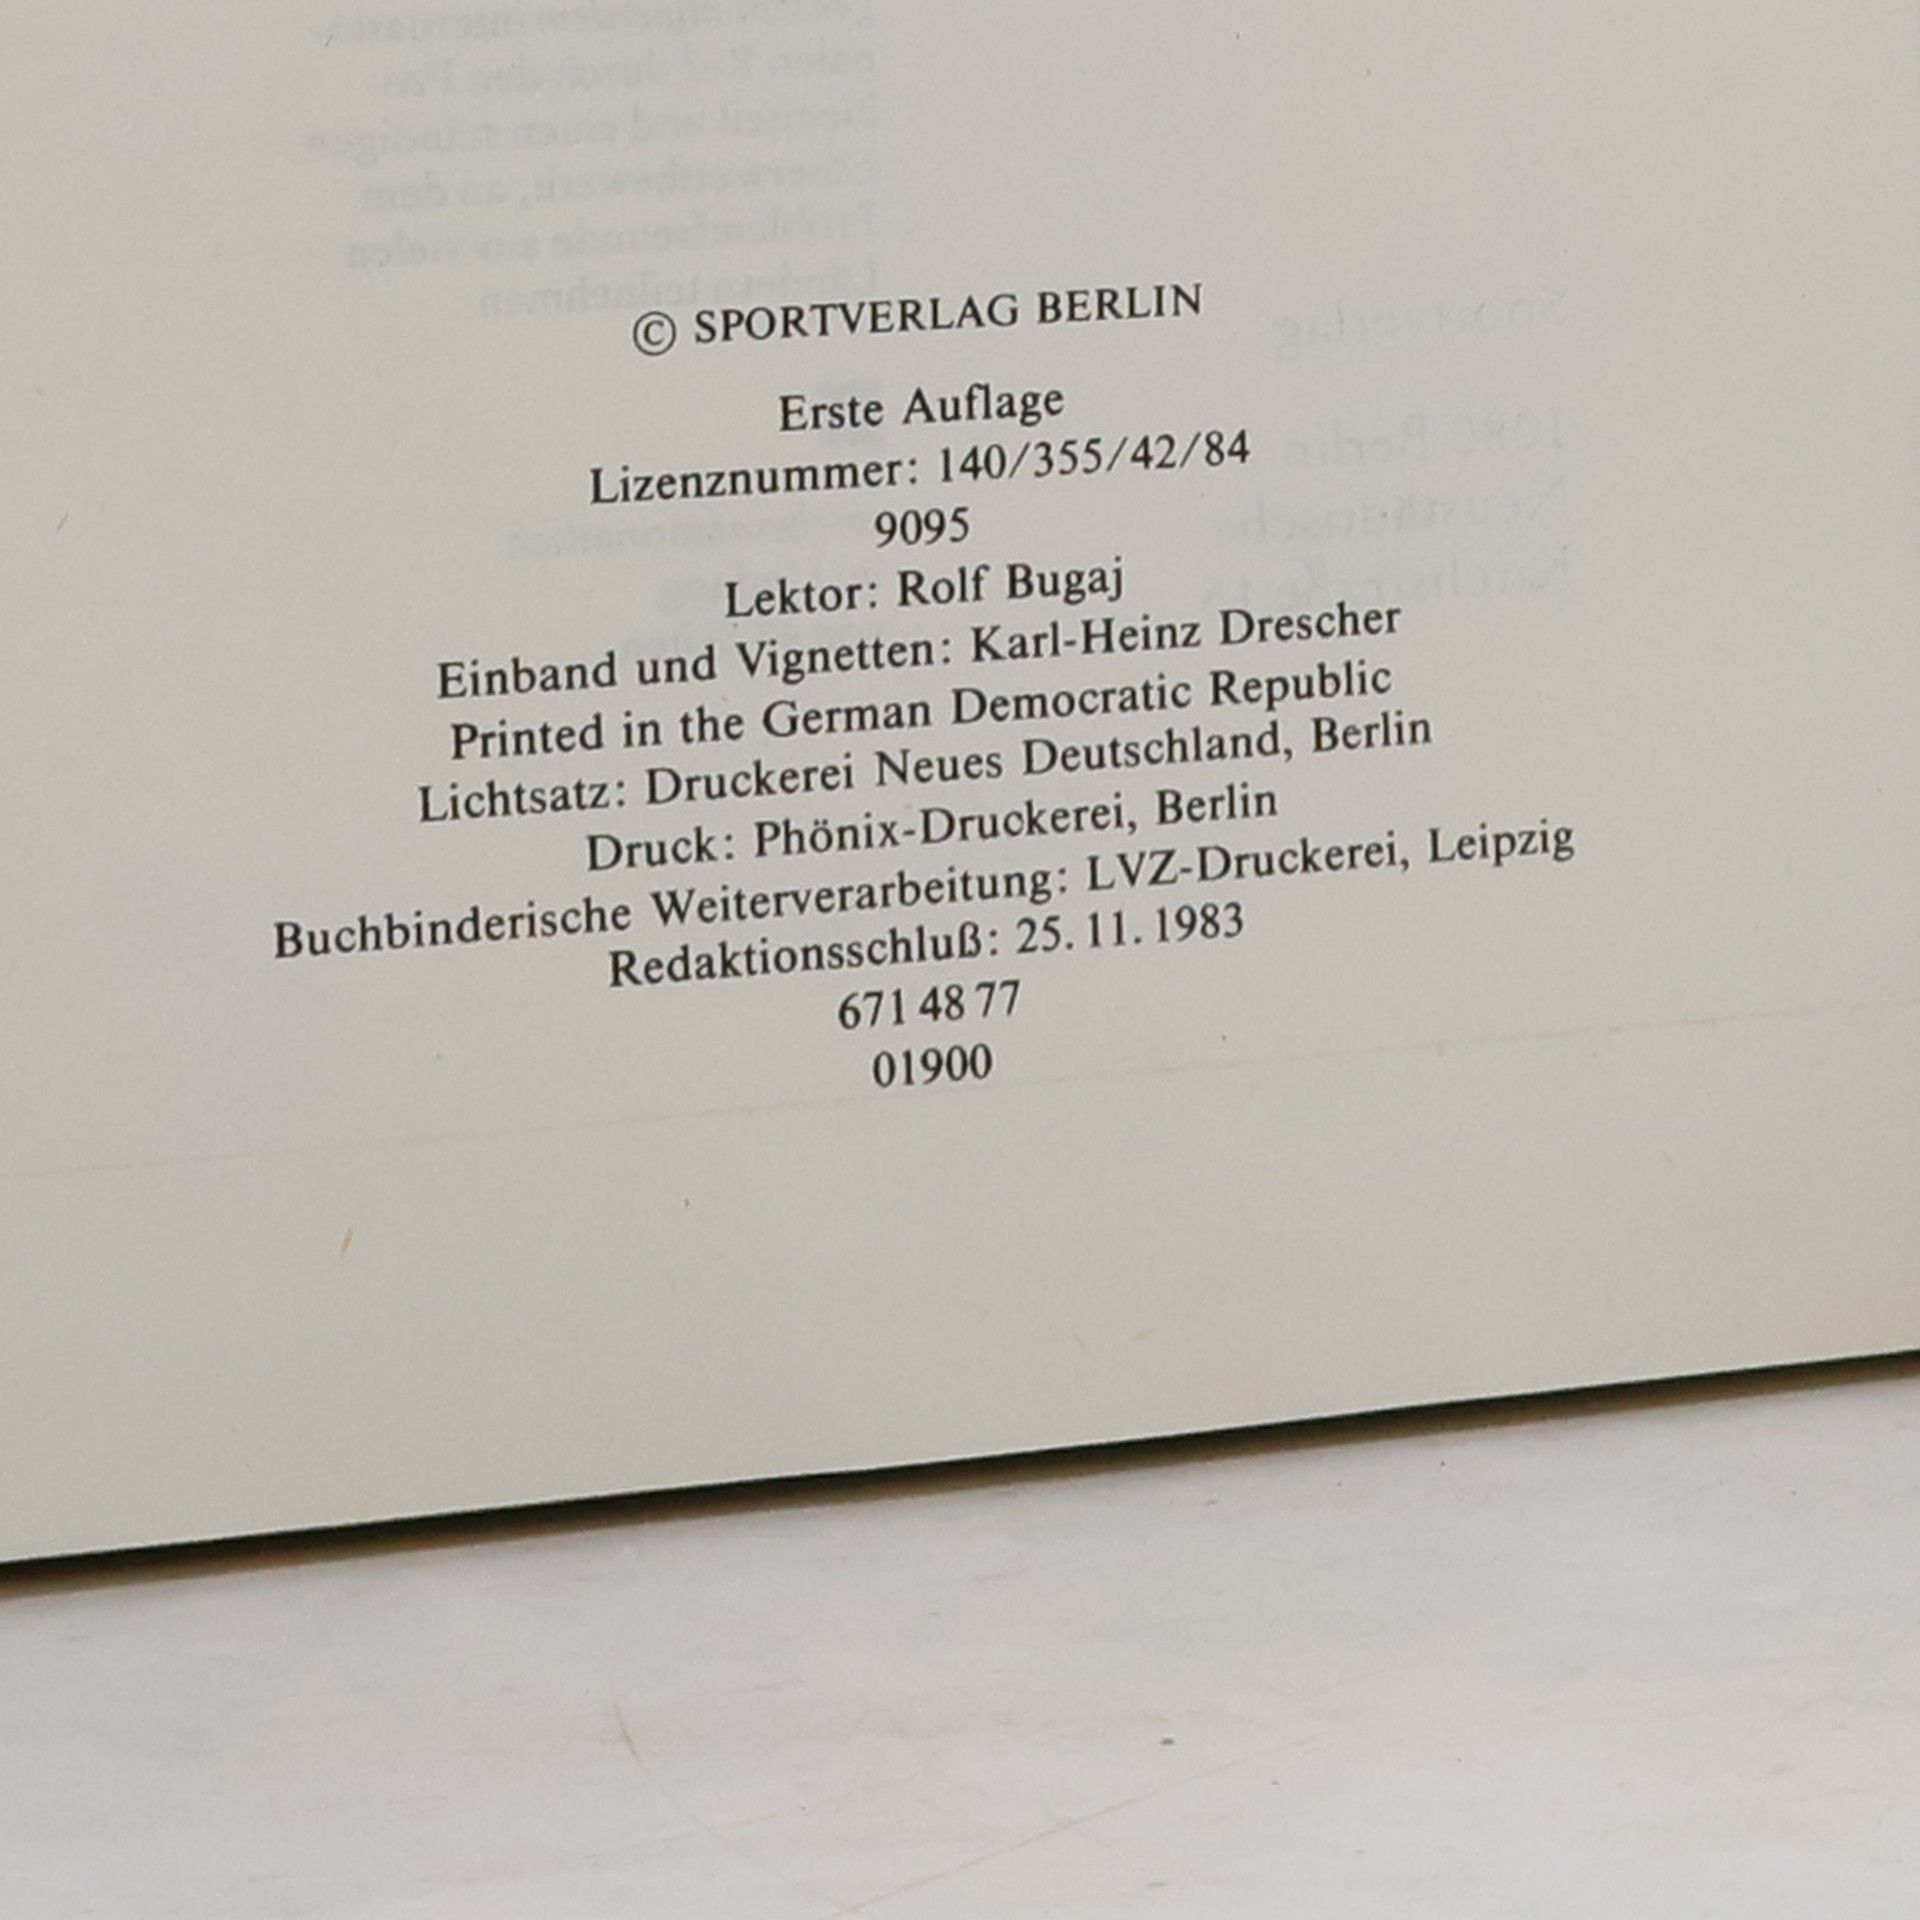 © SPORTVERLAG BERLIN
Erste Auflage
Lizenznummer: 140/355/42/84
9095
Lektor: Rolf Bugaj
Einband und Vignetten: Karl-Heinz Drescher
Printed in the German Democratic Republic
Lichtsatz: Druckerei Neues Deutschland, Berlin
Druck: Phönix-Druckerei, Berlin
Buchbinderische Weiterverarbeitung: LVZ-Druckerei, Leipzig
Redaktionsschluß: 25. 11. 1983
671 48 77
01900